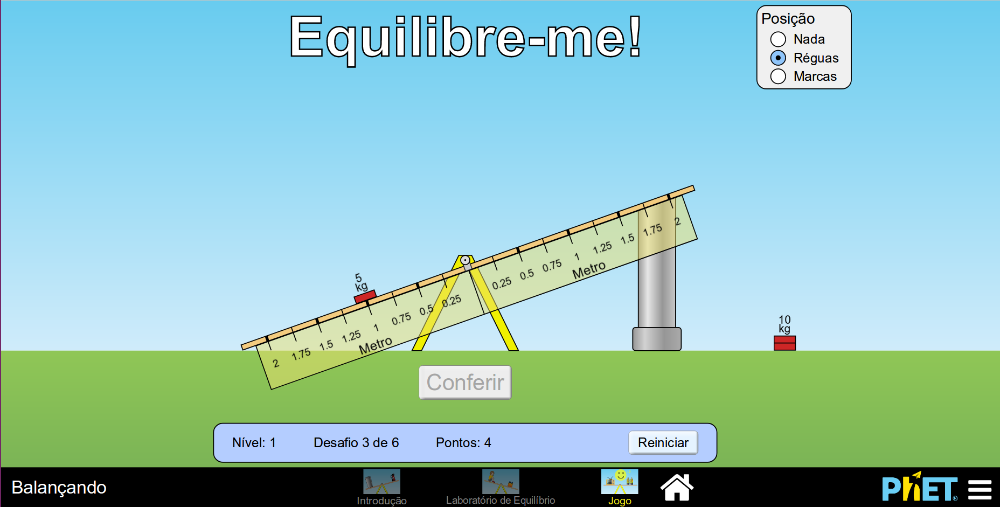 Equilibre-me!
Posição
Nada
Réguas
Marcas
5
kg
2
1.75
1.5
1.25
1
0.75
0.5
0.25
Metro
0.25
0.5
0.75
1
1.25
1.5
1.75
2
Metro
10
kg
Conferir
Nível: 1 Desafio 3 de 6 Pontos: 4 Reiniciar
Balançando
Introdução
Laboratório de Equilíbrio
Jogo
PhET®